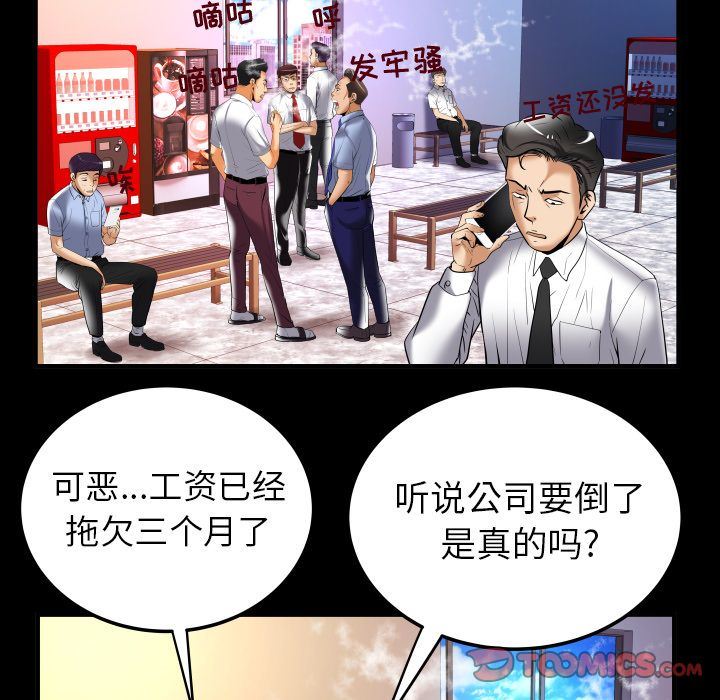 嘀咕
呼
嘀咕
发牢骚
工资还没发...
唉
可恶...工资已经
拖欠三个月了
听说公司要倒了
是真的吗?
TOOMICS.COM